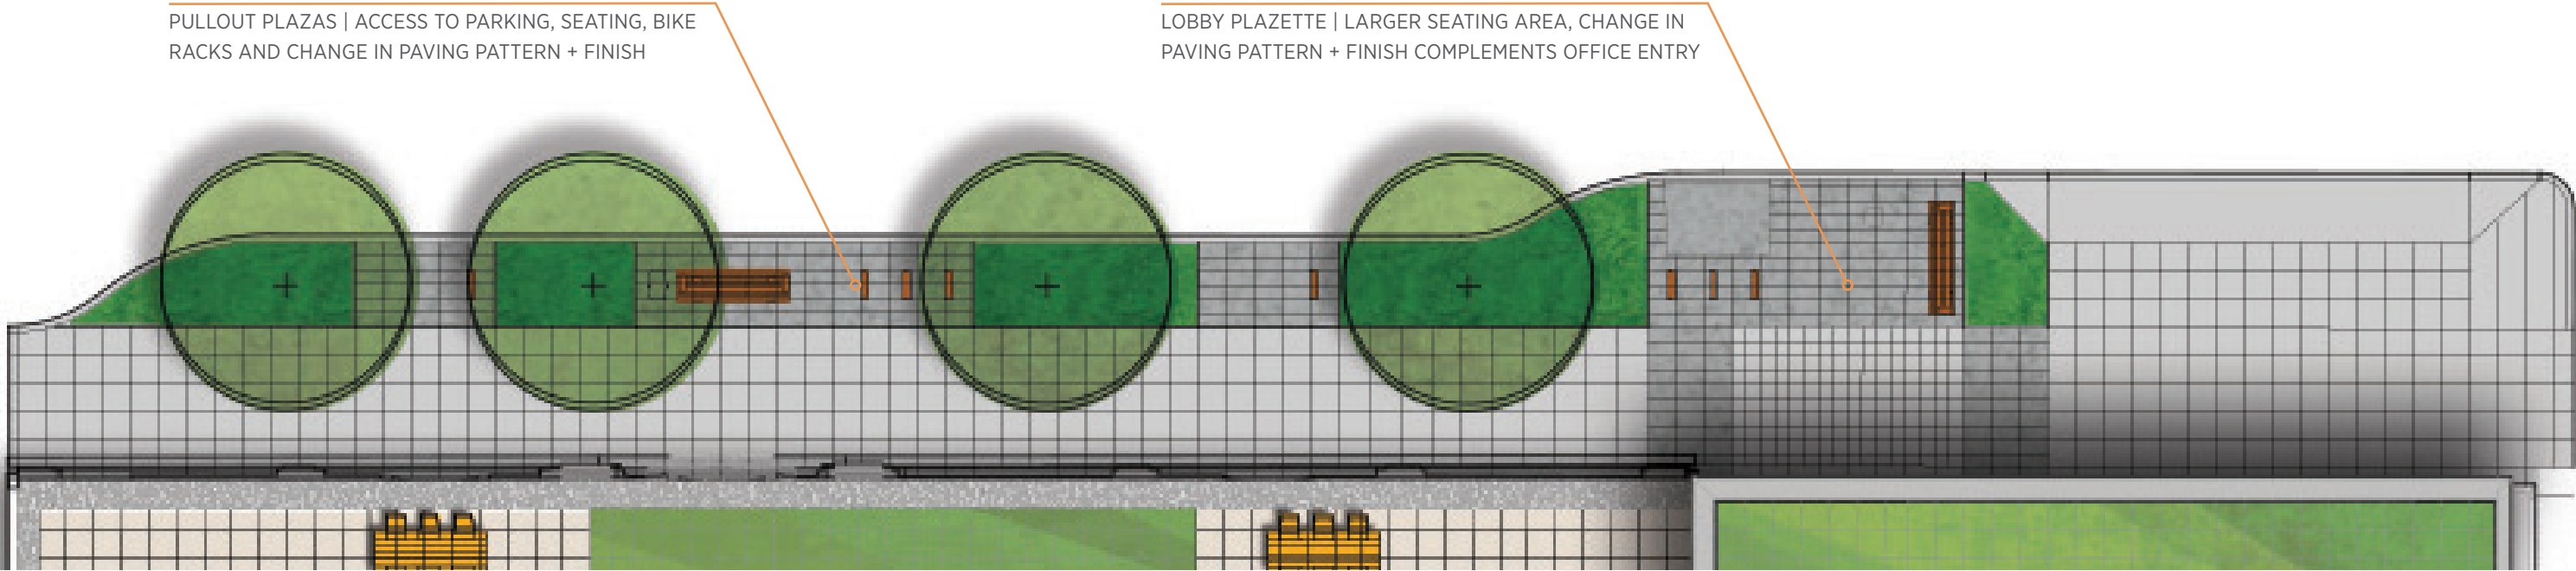 PULLOUT PLAZAS | ACCESS TO PARKING, SEATING, BIKE
RACKS AND CHANGE IN PAVING PATTERN + FINISH
LOBBY PLAZETTE | LARGER SEATING AREA, CHANGE IN
PAVING PATTERN + FINISH COMPLEMENTS OFFICE ENTRY